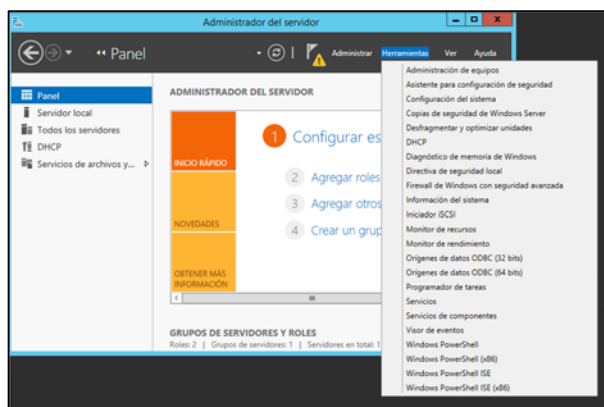 Administrador del servidor
Panel
Administrar Herramientas Ver Ayuda
Panel
Servidor local
Todos los servidores
DHCP
Servicios de archivos y...
ADMINISTRADOR DEL SERVIDOR
INICIO RÁPIDO
NOVEDADES
OBTENER MÁS
INFORMACIÓN
1 Configurar es
2 Agregar roles
3 Agregar otros
4 Crear un grup
GRUPOS DE SERVIDORES Y ROLES
Roles: 2 | Grupos de servidores: 1 | Servidores en total: 1
Administración de equipos
Asistente para configuración de seguridad
Configuración del sistema
Copias de seguridad de Windows Server
Desfragmentar y optimizar unidades
DHCP
Diagnóstico de memoria de Windows
Directiva de seguridad local
Firewall de Windows con seguridad avanzada
Información del sistema
Iniciador iSCSI
Monitor de recursos
Monitor de rendimiento
Orígenes de datos ODBC (32 bits)
Orígenes de datos ODBC (64 bits)
Programador de tareas
Servicios
Servicios de componentes
Visor de eventos
Windows PowerShell
Windows PowerShell (x86)
Windows PowerShell ISE
Windows PowerShell ISE (x86)